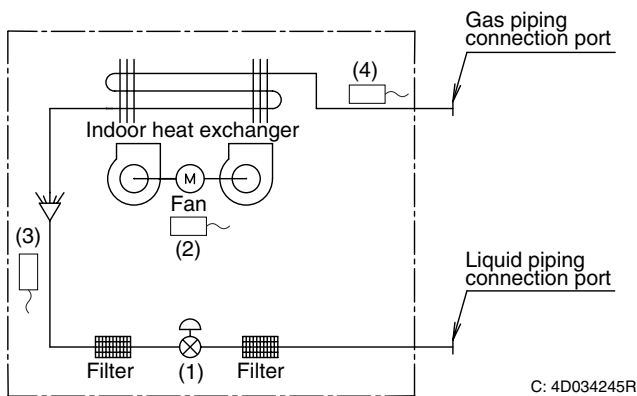 Gas piping
connection port
(4)
Indoor heat exchanger
M
Fan
(2)
(3)
Liquid piping
connection port
Filter
(1)
Filter
C: 4D034245R